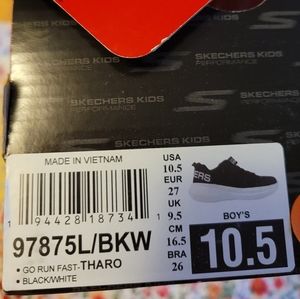 SKECHERS KIDS
PERFORMANCE
SKECHERS KIDS
PERFORMANCE
MADE IN VIETNAM
1 94428 18734 1
97875L/BKW
• GO RUN FAST-THARO
• BLACK/WHITE
USA
10.5
EUR
27
UK
9.5
CM
16.5
BRA
26
ERS
BOY'S
10.5